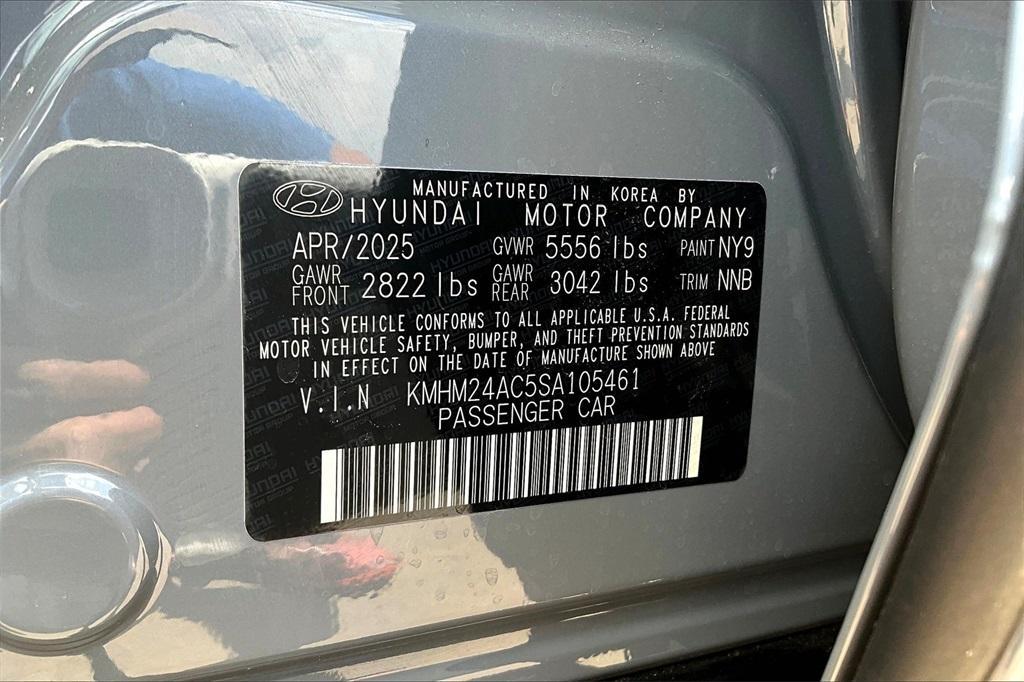 MANUFACTURED IN KOREA BY
HYUNDAI MOTOR COMPANY
APR/2025 GVWR 5556 lbs PAINT NY9
GAWR FRONT 2822 lbs GAWR REAR 3042 lbs TRIM NNB
THIS VEHICLE CONFORMS TO ALL APPLICABLE U.S.A. FEDERAL
MOTOR VEHICLE SAFETY, BUMPER, AND THEFT PREVENTION STANDARDS
IN EFFECT ON THE DATE OF MANUFACTURE SHOWN ABOVE
V.I.N KMHM24AC5SA105461
PASSENGER CAR